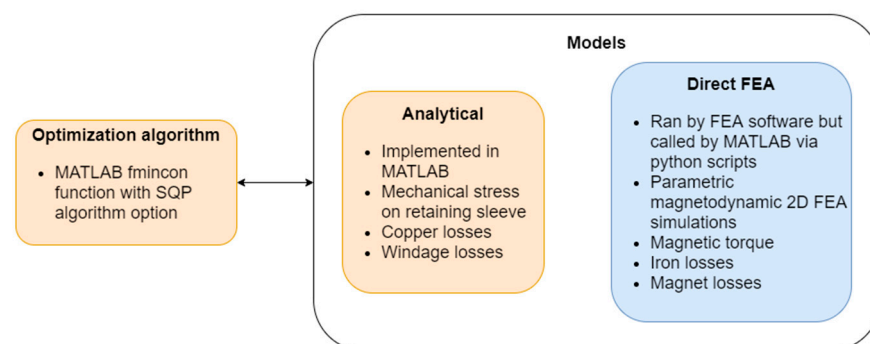 Models
Optimization algorithm
• MATLAB fmincon
function with SQP
algorithm option
Analytical
• Implemented in
MATLAB
• Mechanical stress
on retaining sleeve
• Copper losses
• Windage losses
Direct FEA
• Ran by FEA software but
called by MATLAB via
python scripts
• Parametric
magnetodynamic 2D FEA
simulations
• Magnetic torque
• Iron losses
• Magnet losses